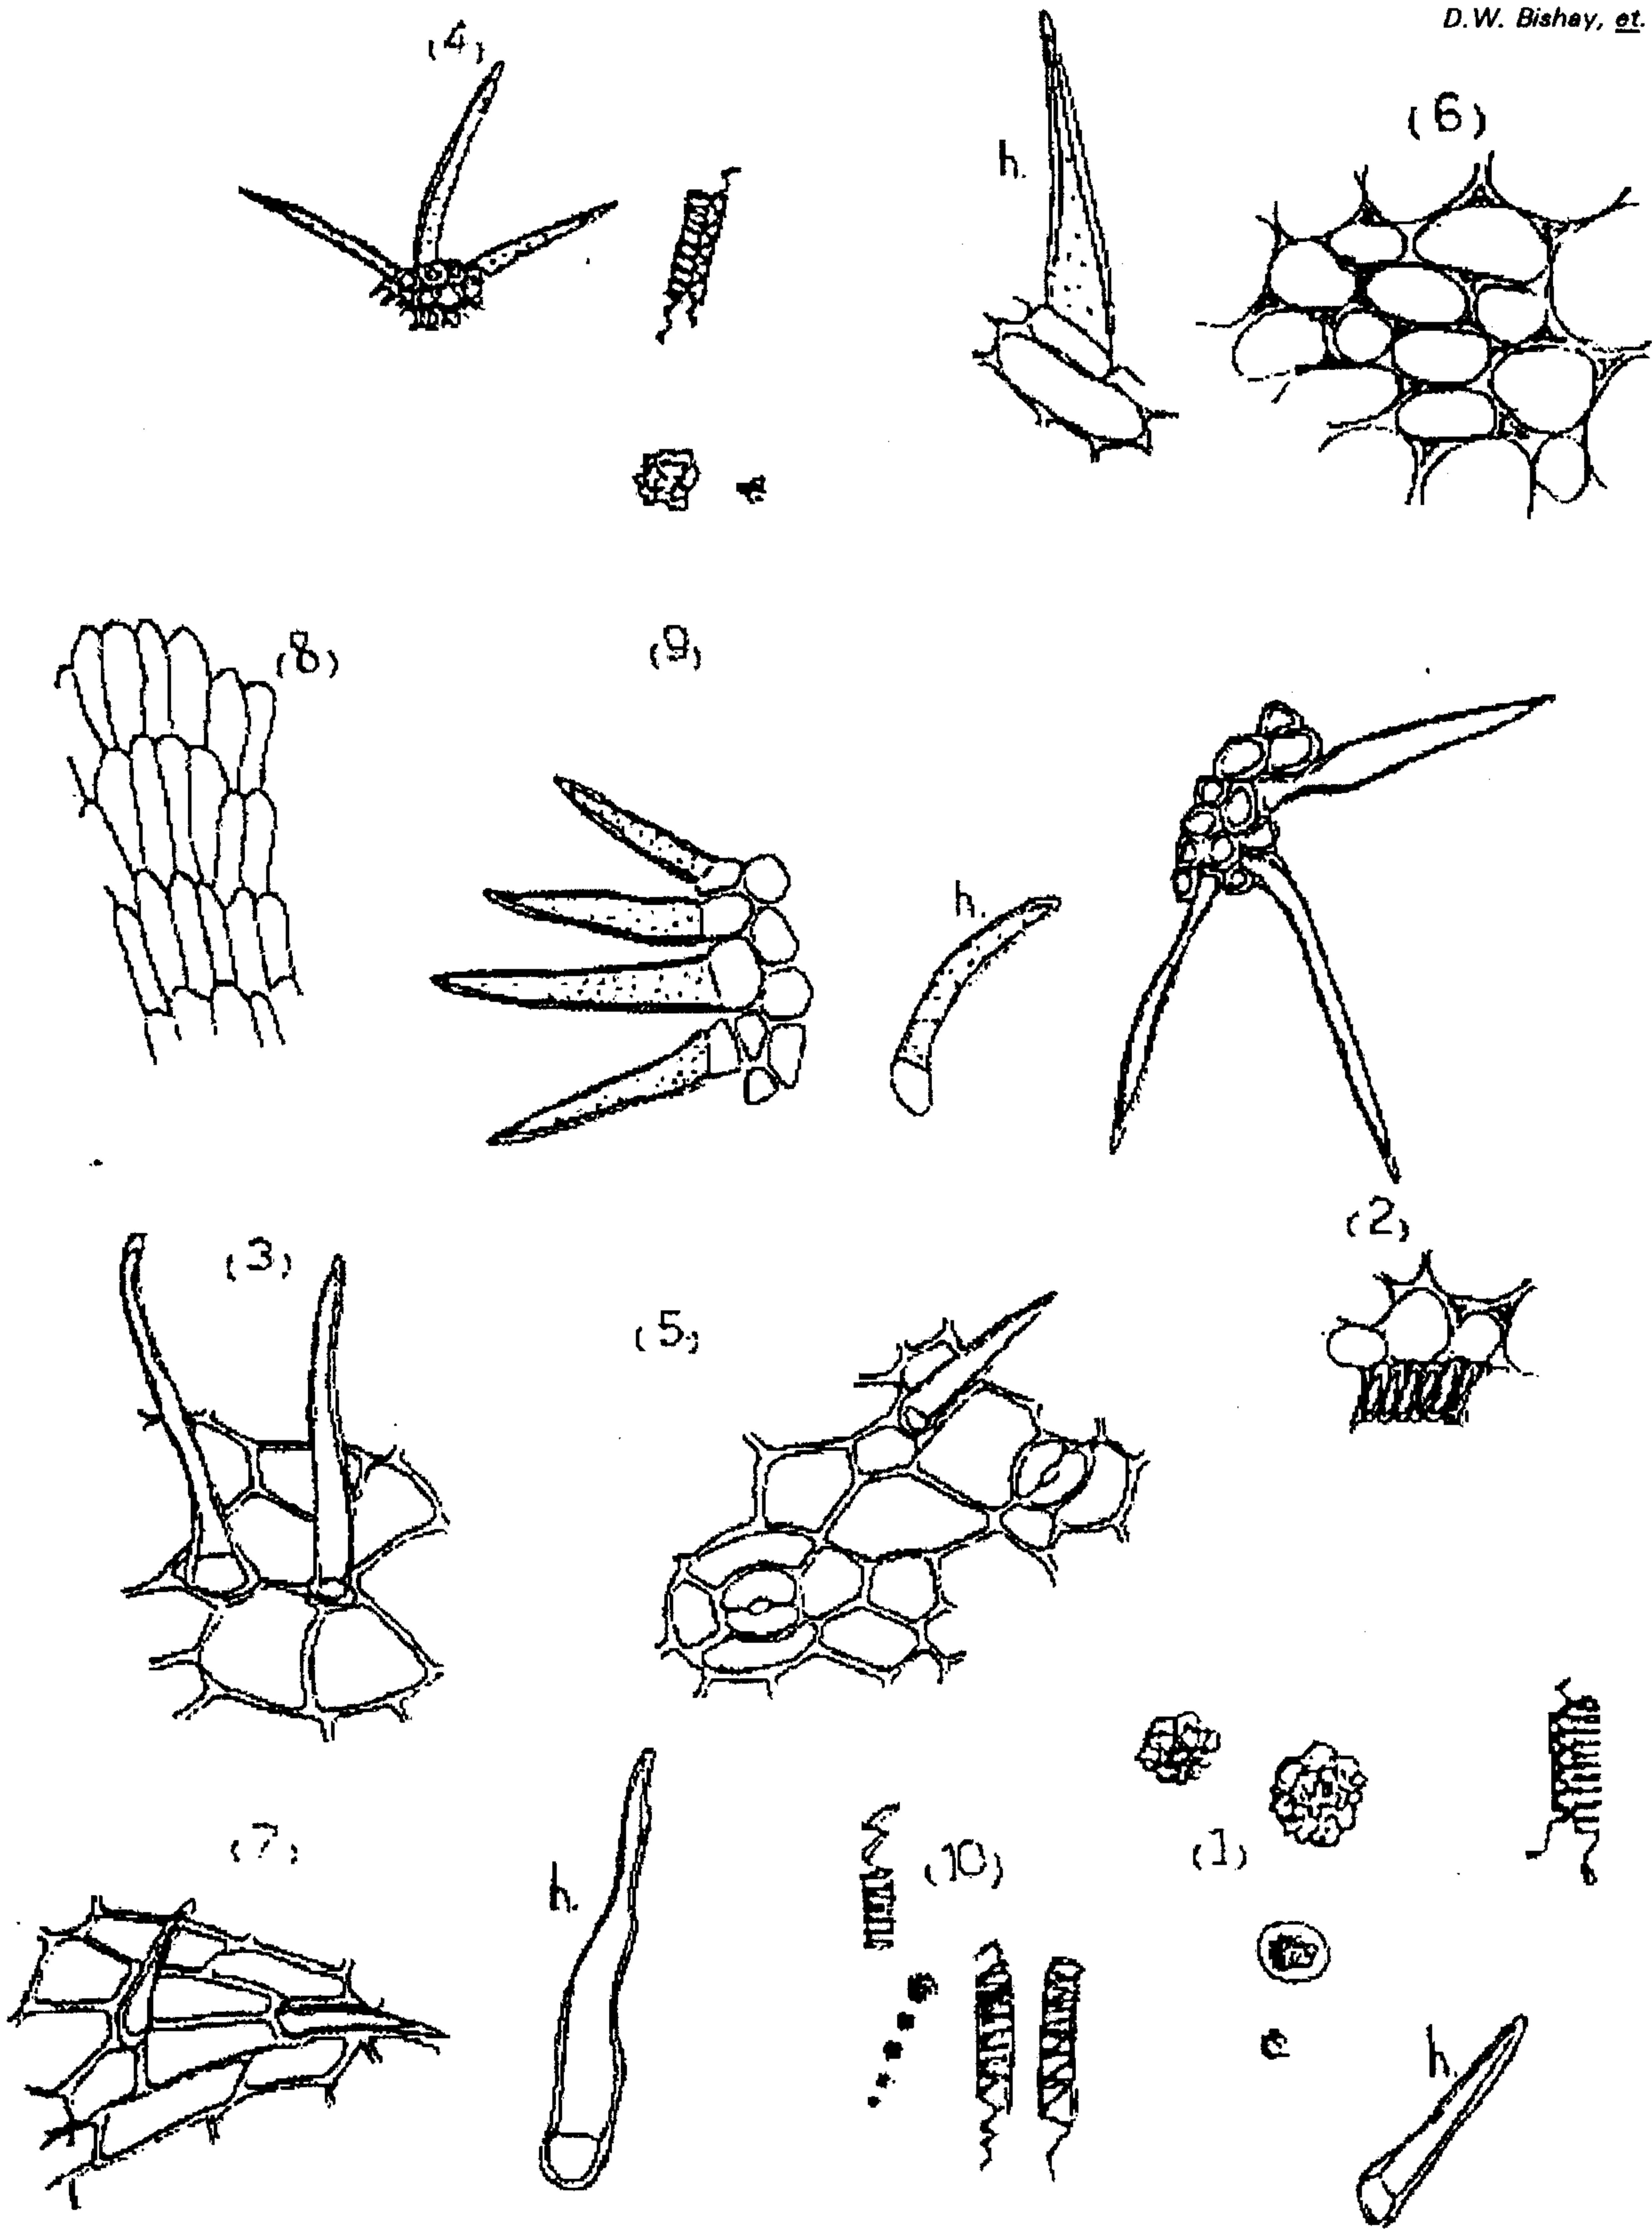 D.W. Bishay, et.
(4)
h.
(6)
(8)
(9)
h.
(2)
(3)
(5)
(7)
h.
(10)
(1)
h.